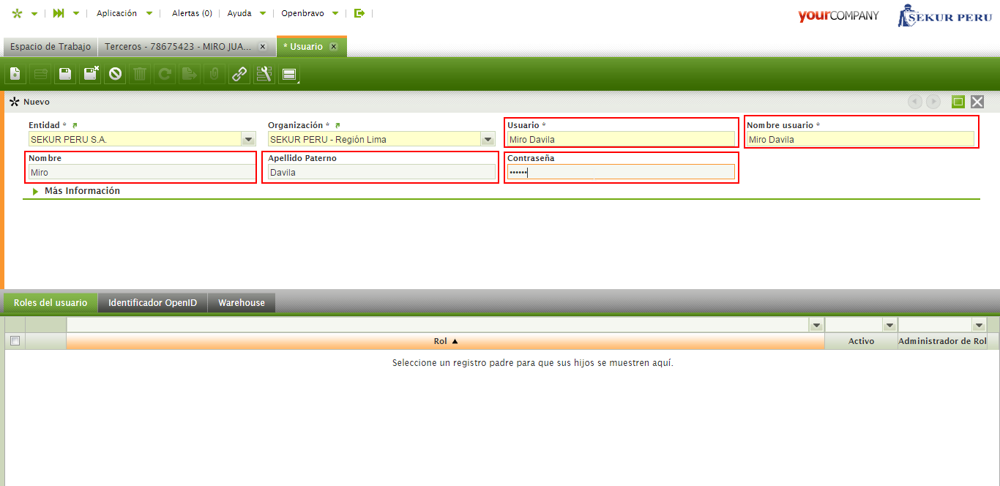 Aplicación Alertas (0) Ayuda Openbravo yourCOMPANY SEKUR PERU
Espacio de Trabajo Terceros - 78675423 - MIRO JUA... x * Usuario x
Nuevo
Entidad * Organización * Usuario * Nombre usuario *
SEKUR PERU S.A. SEKUR PERU - Región Lima Miro Davila Miro Davila
Nombre Apellido Paterno Contraseña
Miro Davila ••••••
Más Información
Roles del usuario Identificador OpenID Warehouse
Rol Activo Administrador de Rol
Seleccione un registro padre para que sus hijos se muestren aquí.